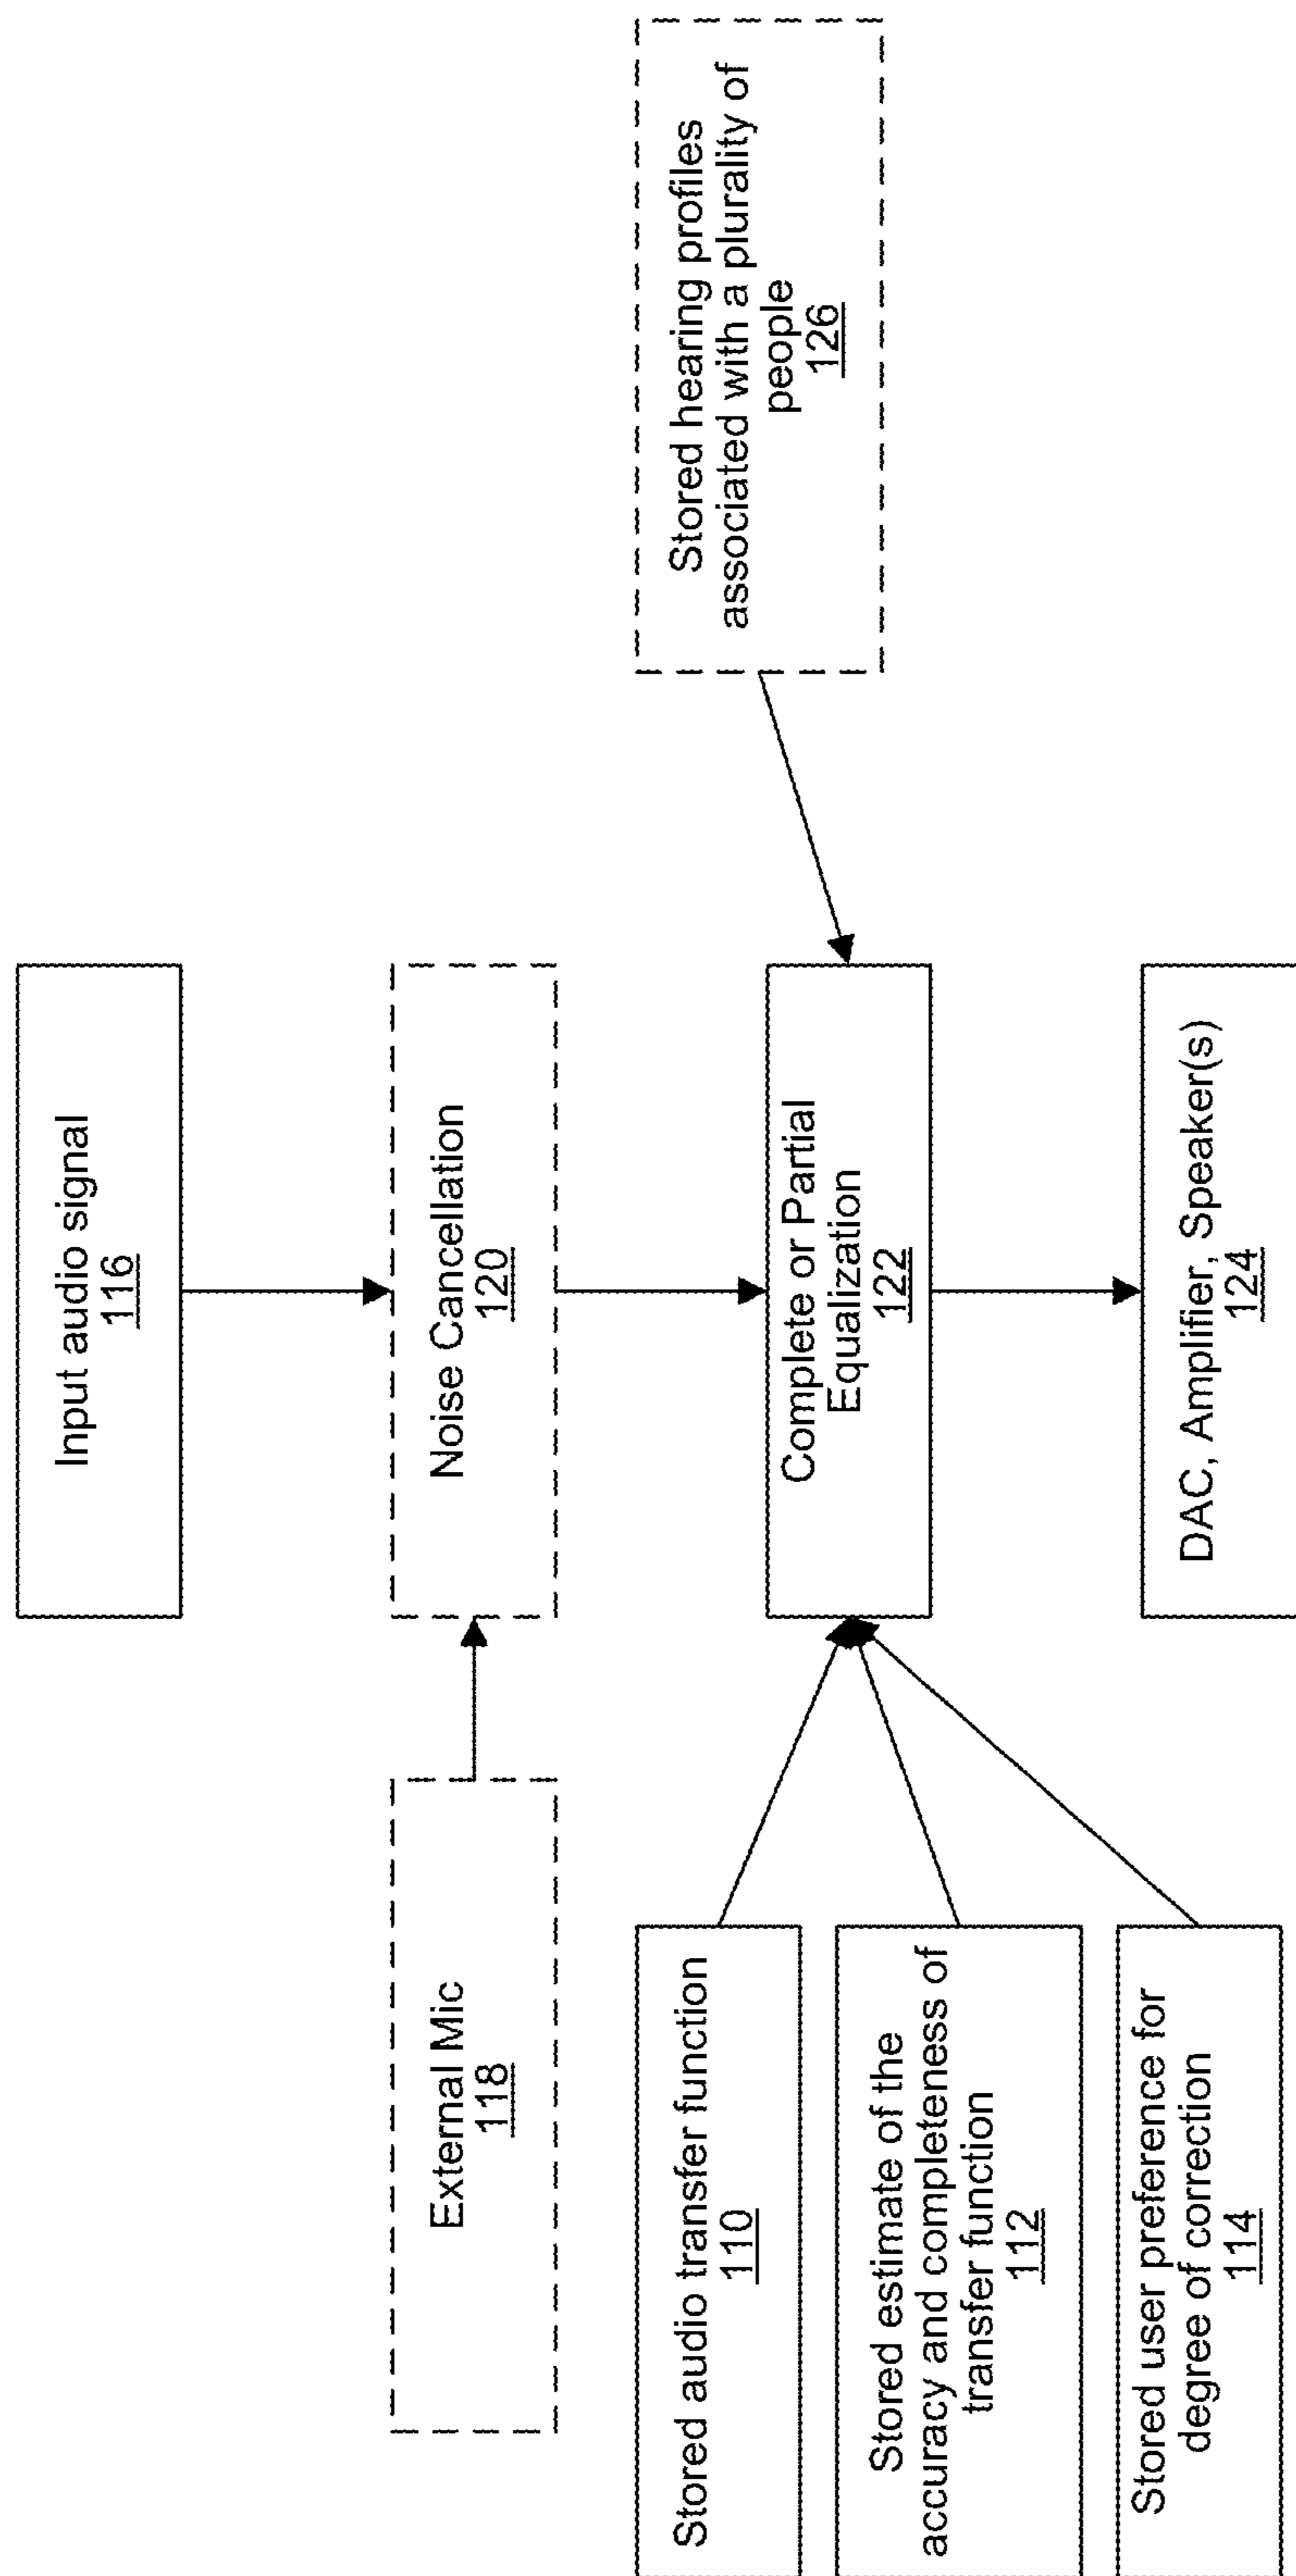 Input audio signal
116
External Mic
118
Noise Cancellation
120
Stored audio transfer function
110
Stored estimate of the
accuracy and completeness of
transfer function
112
Stored user preference for
degree of correction
114
Complete or Partial
Equalization
122
Stored hearing profiles
associated with a plurality of
people
126
DAC, Amplifier, Speaker(s)
124